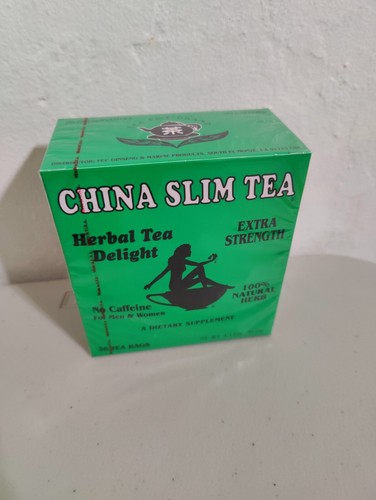 茶
CHINA SLIM TEA
Herbal Tea
Delight
EXTRA
STRENGTH
100%
NATURAL
HERB
No Caffeine
For Men & Women
A DIETARY SUPPLEMENT
36 TEA BAGS